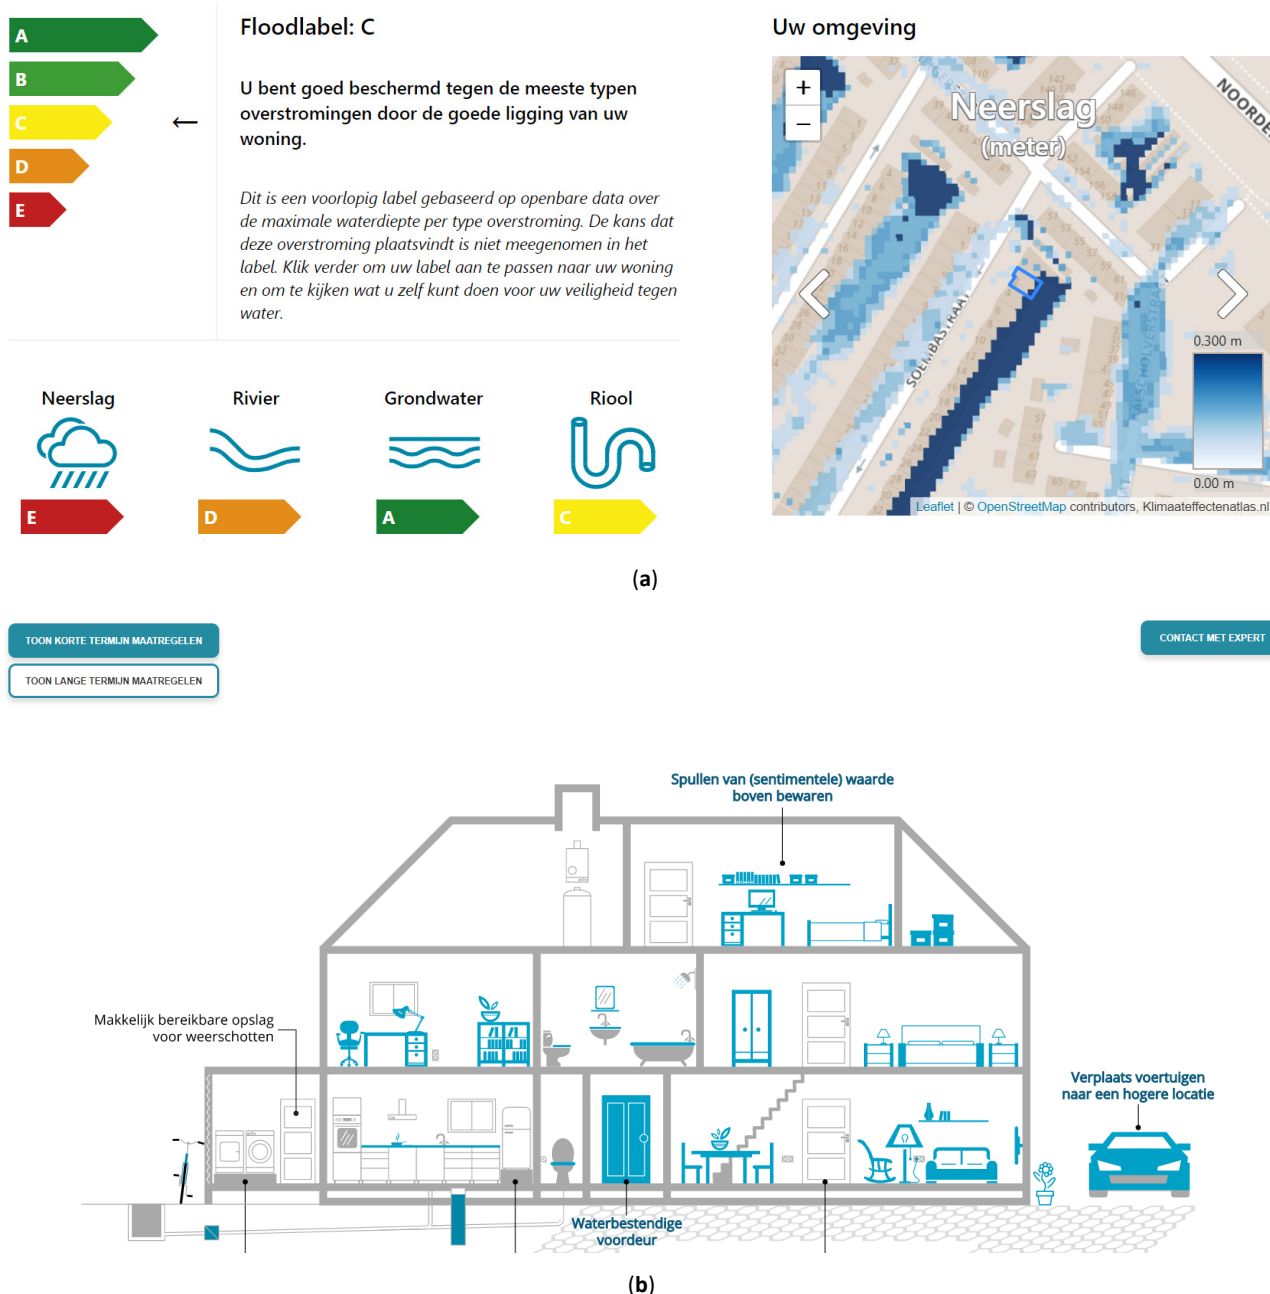 A
B
C
D
E
Floodlabel: C
U bent goed beschermd tegen de meeste typen
overstromingen door de goede ligging van uw
woning.
Dit is een voorlopig label gebaseerd op openbare data over
de maximale waterdiepte per type overstroming. De kans dat
deze overstroming plaatsvindt is niet meegenomen in het
label. Klik verder om uw label aan te passen naar uw woning
en om te kijken wat u zelf kunt doen voor uw veiligheid tegen
water.
Neerslag
Rivier
Grondwater
Riool
E
D
A
C
Uw omgeving
+
−
Neerslag
(meter)
SOEMBASTRAAT
0.300 m
0.00 m
Leaflet | © OpenStreetMap contributors, Klimaateffectenatlas.nl
(a)
TOON KORTE TERMIJN MAATREGELEN
TOON LANGE TERMIJN MAATREGELEN
CONTACT MET EXPERT
Spullen van (sentimentele) waarde
boven bewaren
Makkelijk bereikbare opslag
voor weerschotten
Verplaats voertuigen
naar een hogere locatie
Waterbestendige
voordeur
(b)